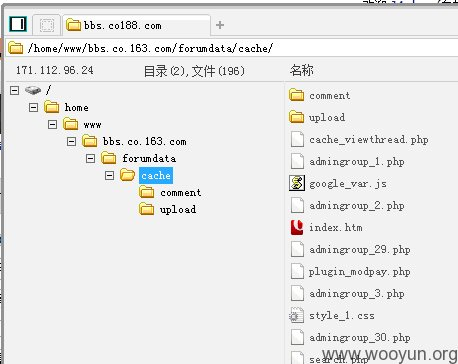 bbs.co188.com
/home/www/bbs.co.163.com/forumdata/cache/
171.112.96.24
目录(2),文件(196)
名称
/
home
www
bbs.co.163.com
forumdata
cache
comment
upload
comment
upload
cache_viewthread.php
admingroup_1.php
google_var.js
admingroup_2.php
index.htm
admingroup_29.php
plugin_modpay.php
admingroup_3.php
style_1.css
admingroup_30.php
search.php
www.wooyun.org